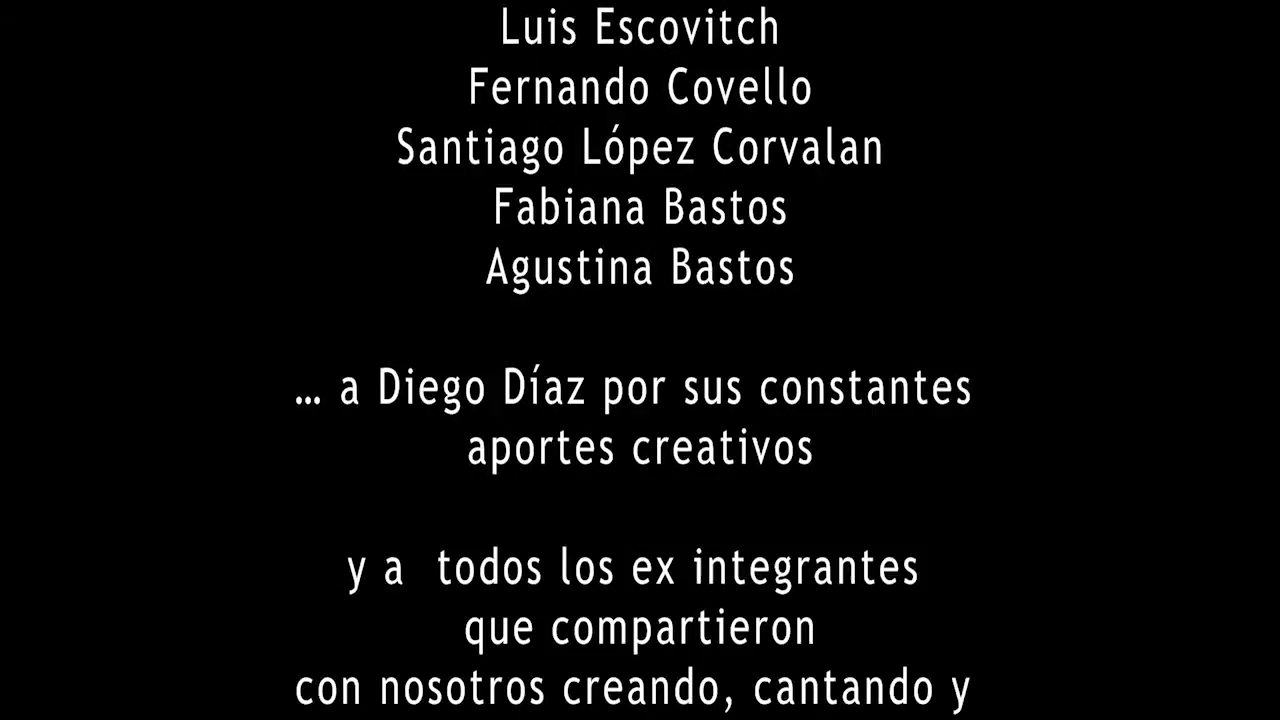 Luis Escovitch
Fernando Covello
Santiago López Corvalan
Fabiana Bastos
Agustina Bastos
... a Diego Díaz por sus constantes
aportes creativos
y a  todos los ex integrantes
que compartieron
con nosotros creando, cantando y